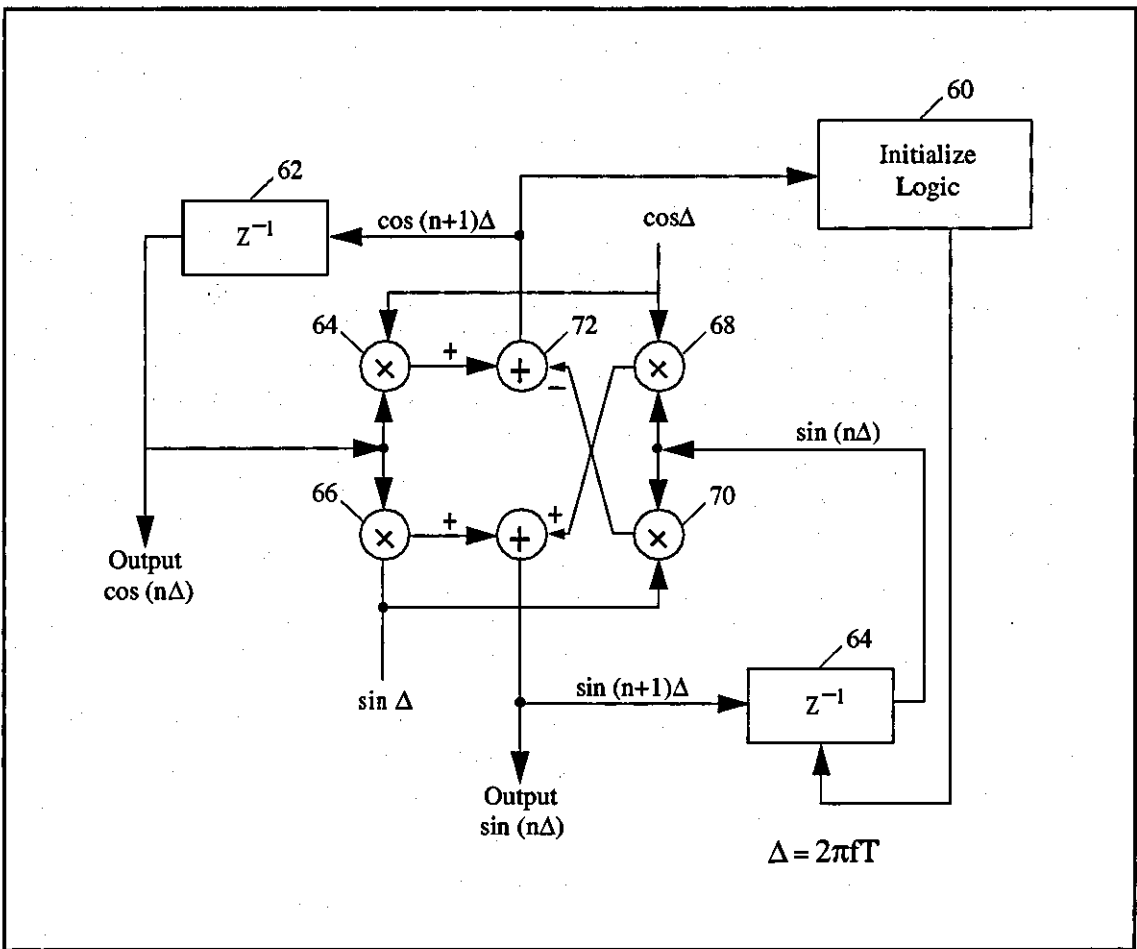 60
Initialize
Logic
62
Z⁻¹
cos (n+1)Δ
cosΔ
64
72
68
×
+
+
×
−
sin (nΔ)
66
70
+
+
×
+
×
Output
cos (nΔ)
64
sin Δ
sin (n+1)Δ
Z⁻¹
Output
sin (nΔ)
Δ = 2πfT